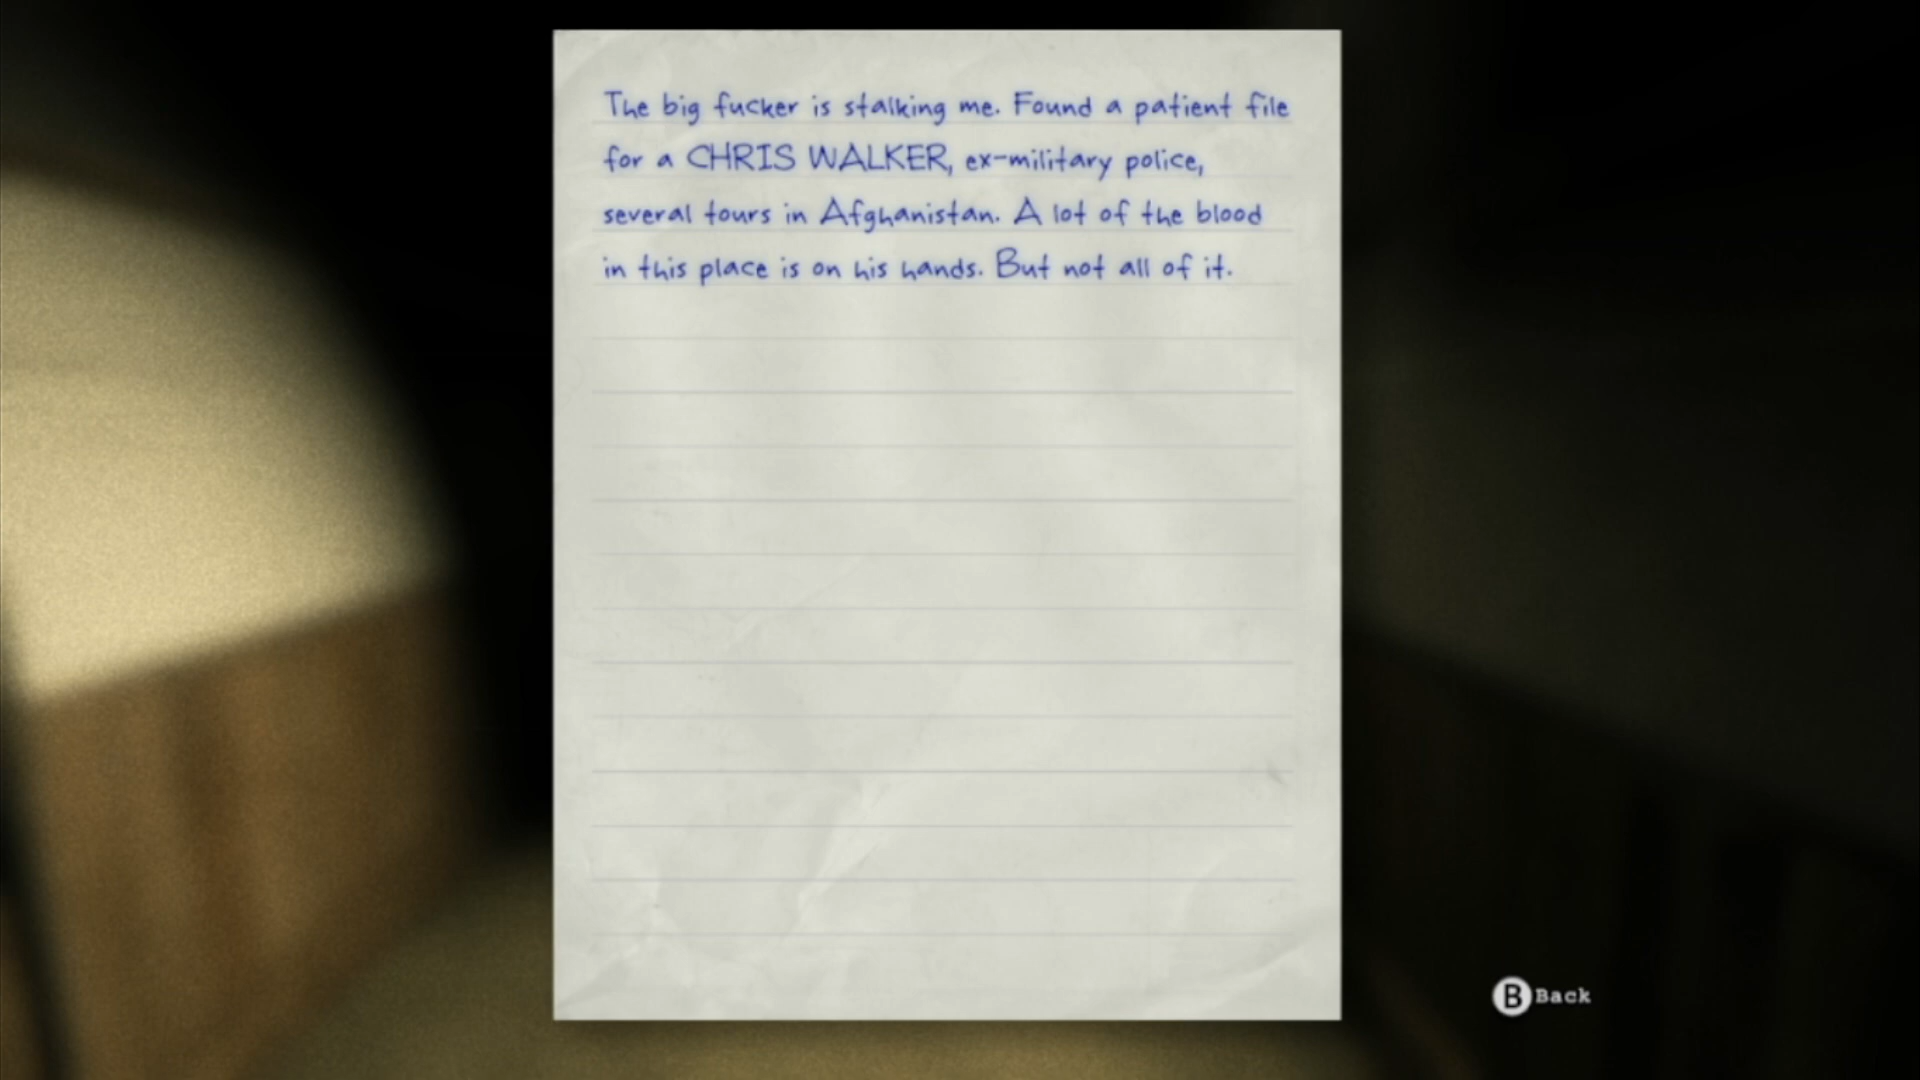 The big fucker is stalking me. Found a patient file
for a CHRIS WALKER, ex-military police,
several tours in Afghanistan. A lot of the blood
in this place is on his hands. But not all of it.
B Back